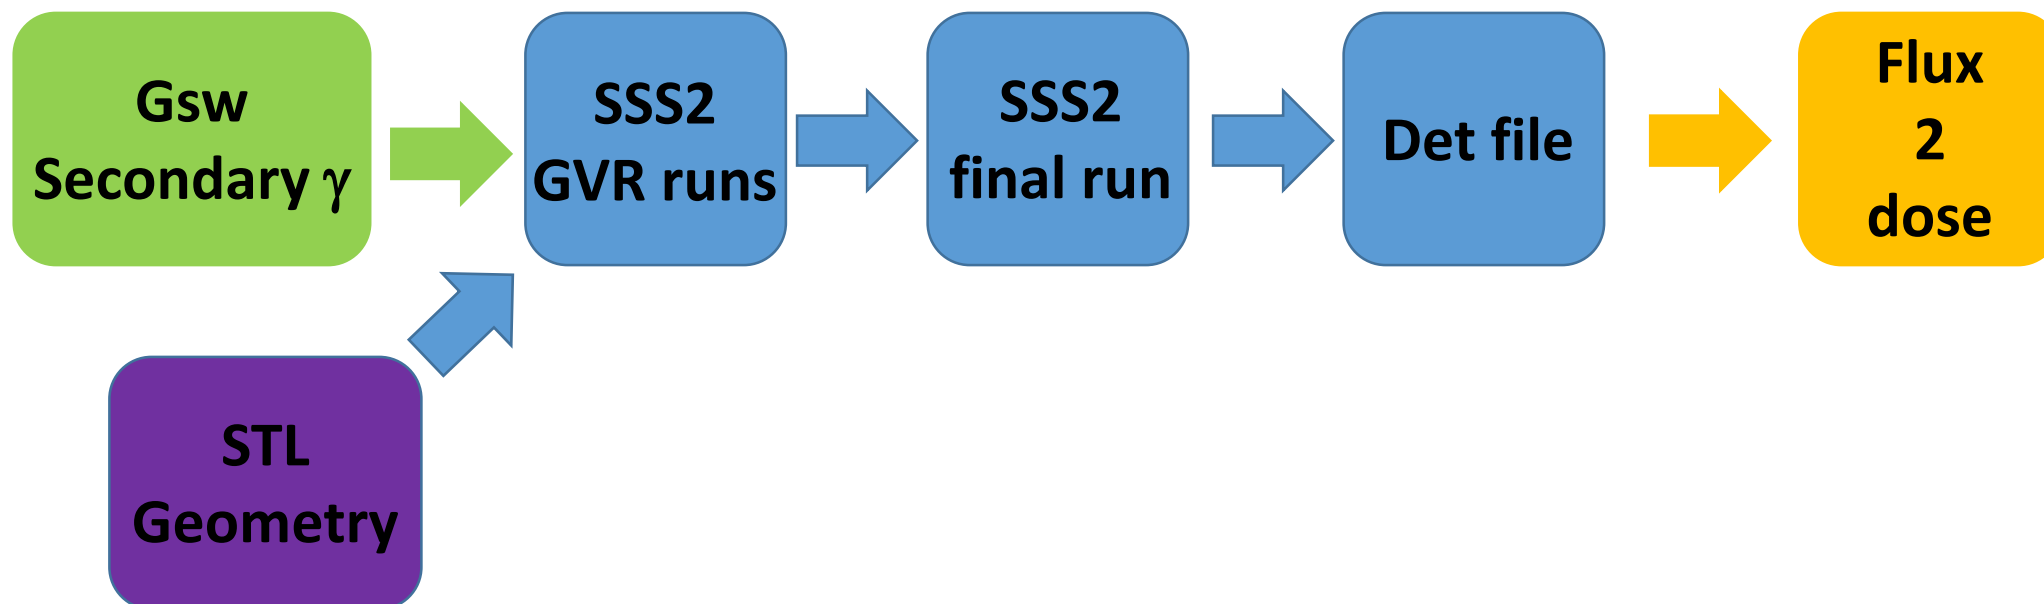 Gsw
Secondary γ
SSS2
GVR runs
SSS2
final run
Det file
Flux
2
dose
STL
Geometry